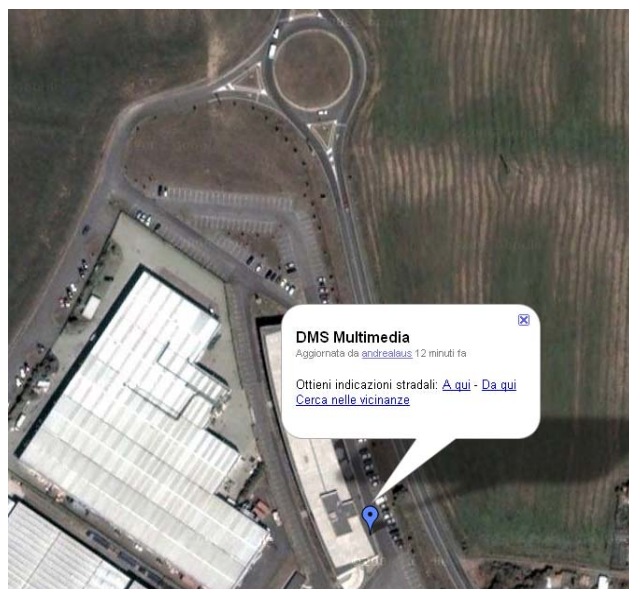 DMS Multimedia
Aggiornata da andrealaus 12 minuti fa
Ottieni indicazioni stradali: A qui - Da qui
Cerca nelle vicinanze